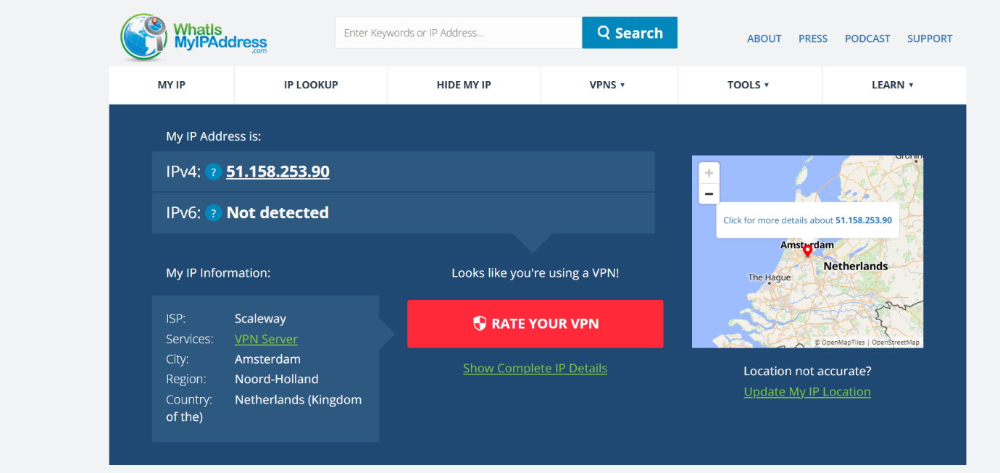 WhatIs
MyIPAddress
.com
Enter Keywords or IP Address...
Search
ABOUT PRESS PODCAST SUPPORT
MY IP IP LOOKUP HIDE MY IP VPNS ▾ TOOLS ▾ LEARN ▾
My IP Address is:
IPv4: ? 51.158.253.90
IPv6: ? Not detected
My IP Information:
ISP: Scaleway
Services: VPN Server
City: Amsterdam
Region: Noord-Holland
Country: Netherlands (Kingdom
of the)
Looks like you're using a VPN!
RATE YOUR VPN
Show Complete IP Details
+
−
Click for more details about 51.158.253.90
Amsterdam
Netherlands
The Hague
© OpenMapTiles | OpenStreetMap
Location not accurate?
Update My IP Location